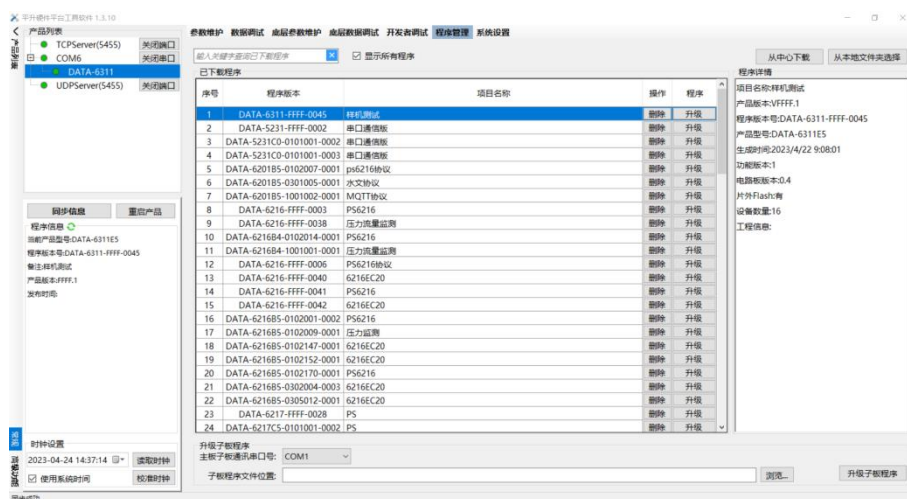 平升硬件平台工具软件 1.3.10
产品列表
TCPServer(5455) 关闭端口
COM6 关闭串口
DATA-6311
UDPServer(5455) 关闭端口
参数维护 数据调试 底层参数维护 底层数据调试 开发者调试 程序管理 系统设置
输入关键字查询已下载程序 显示所有程序 从中心下载 从本地文件夹选择
已下载程序
序号 程序版本 项目名称 操作 程序
1 DATA-6311-FFFF-0045 样机测试 删除 升级
2 DATA-5231-FFFF-0002 串口通信版 删除 升级
3 DATA-5231C0-0101001-0002 串口通信版 删除 升级
4 DATA-5231C0-0101001-0003 串口通信版 删除 升级
5 DATA-6201B5-0102007-0001 ps6216协议 删除 升级
6 DATA-6201B5-0301005-0001 水文协议 删除 升级
7 DATA-6201B5-1001002-0001 MQTT协议 删除 升级
8 DATA-6216-FFFF-0003 PS6216 删除 升级
9 DATA-6216-FFFF-0038 压力流量监测 删除 升级
10 DATA-6216B4-0102014-0001 PS6216 删除 升级
11 DATA-6216B4-1001001-0001 压力流量监测 删除 升级
12 DATA-6216-FFFF-0006 PS6216协议 删除 升级
13 DATA-6216-FFFF-0040 6216EC20 删除 升级
14 DATA-6216-FFFF-0041 PS6216 删除 升级
15 DATA-6216-FFFF-0042 6216EC20 删除 升级
16 DATA-6216B5-0102001-0002 PS6216 删除 升级
17 DATA-6216B5-0102009-0001 压力监测 删除 升级
18 DATA-6216B5-0102147-0001 6216EC20 删除 升级
19 DATA-6216B5-0102152-0001 6216EC20 删除 升级
20 DATA-6216B5-0102170-0001 PS6216 删除 升级
21 DATA-6216B5-0302004-0003 6216EC20 删除 升级
22 DATA-6216B5-0305012-0001 6216EC20 删除 升级
23 DATA-6217-FFFF-0028 PS 删除 升级
24 DATA-6217C5-0101001-0002 PS 删除 升级
程序详情
项目名称:样机测试
产品版本:VFFFF.1
程序版本号:DATA-6311-FFFF-0045
产品型号:DATA-6311E5
生成时间:2023/4/22 9:08:01
功能版本:1
电路板版本:0.4
片外Flash:有
设备数量:16
工程信息:
同步信息 重启产品
程序信息
当前产品型号:DATA-6311E5
程序版本号:DATA-6311-FFFF-0045
备注:样机测试
产品版本:FFFF.1
发布时间:
时钟设置
2023-04-24 14:37:14 读取时钟
使用系统时间 校准时钟
升级子板程序
主板子板通讯串口号: COM1
子板程序文件位置: 浏览... 升级子板程序